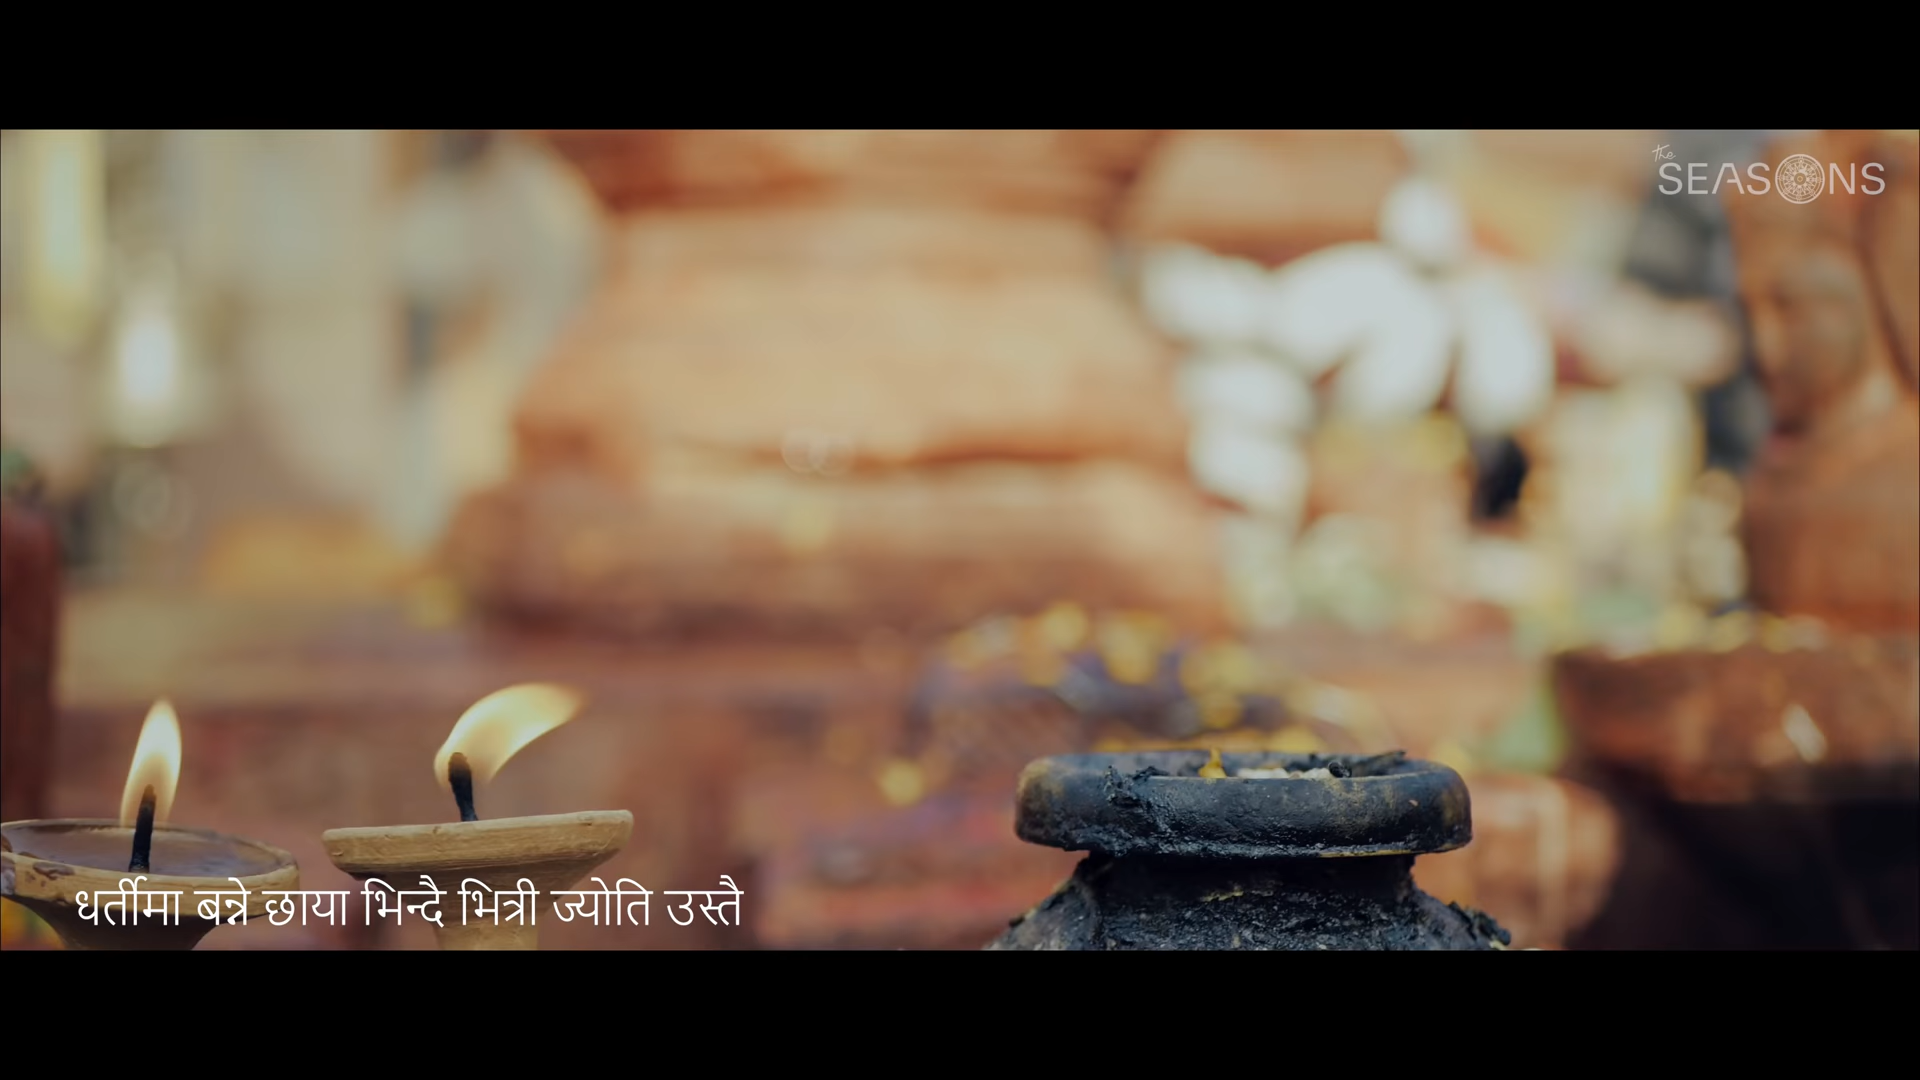 the
SEASONS
धर्तीमा बन्ने छाया भिन्दै भित्री ज्योति उस्तै